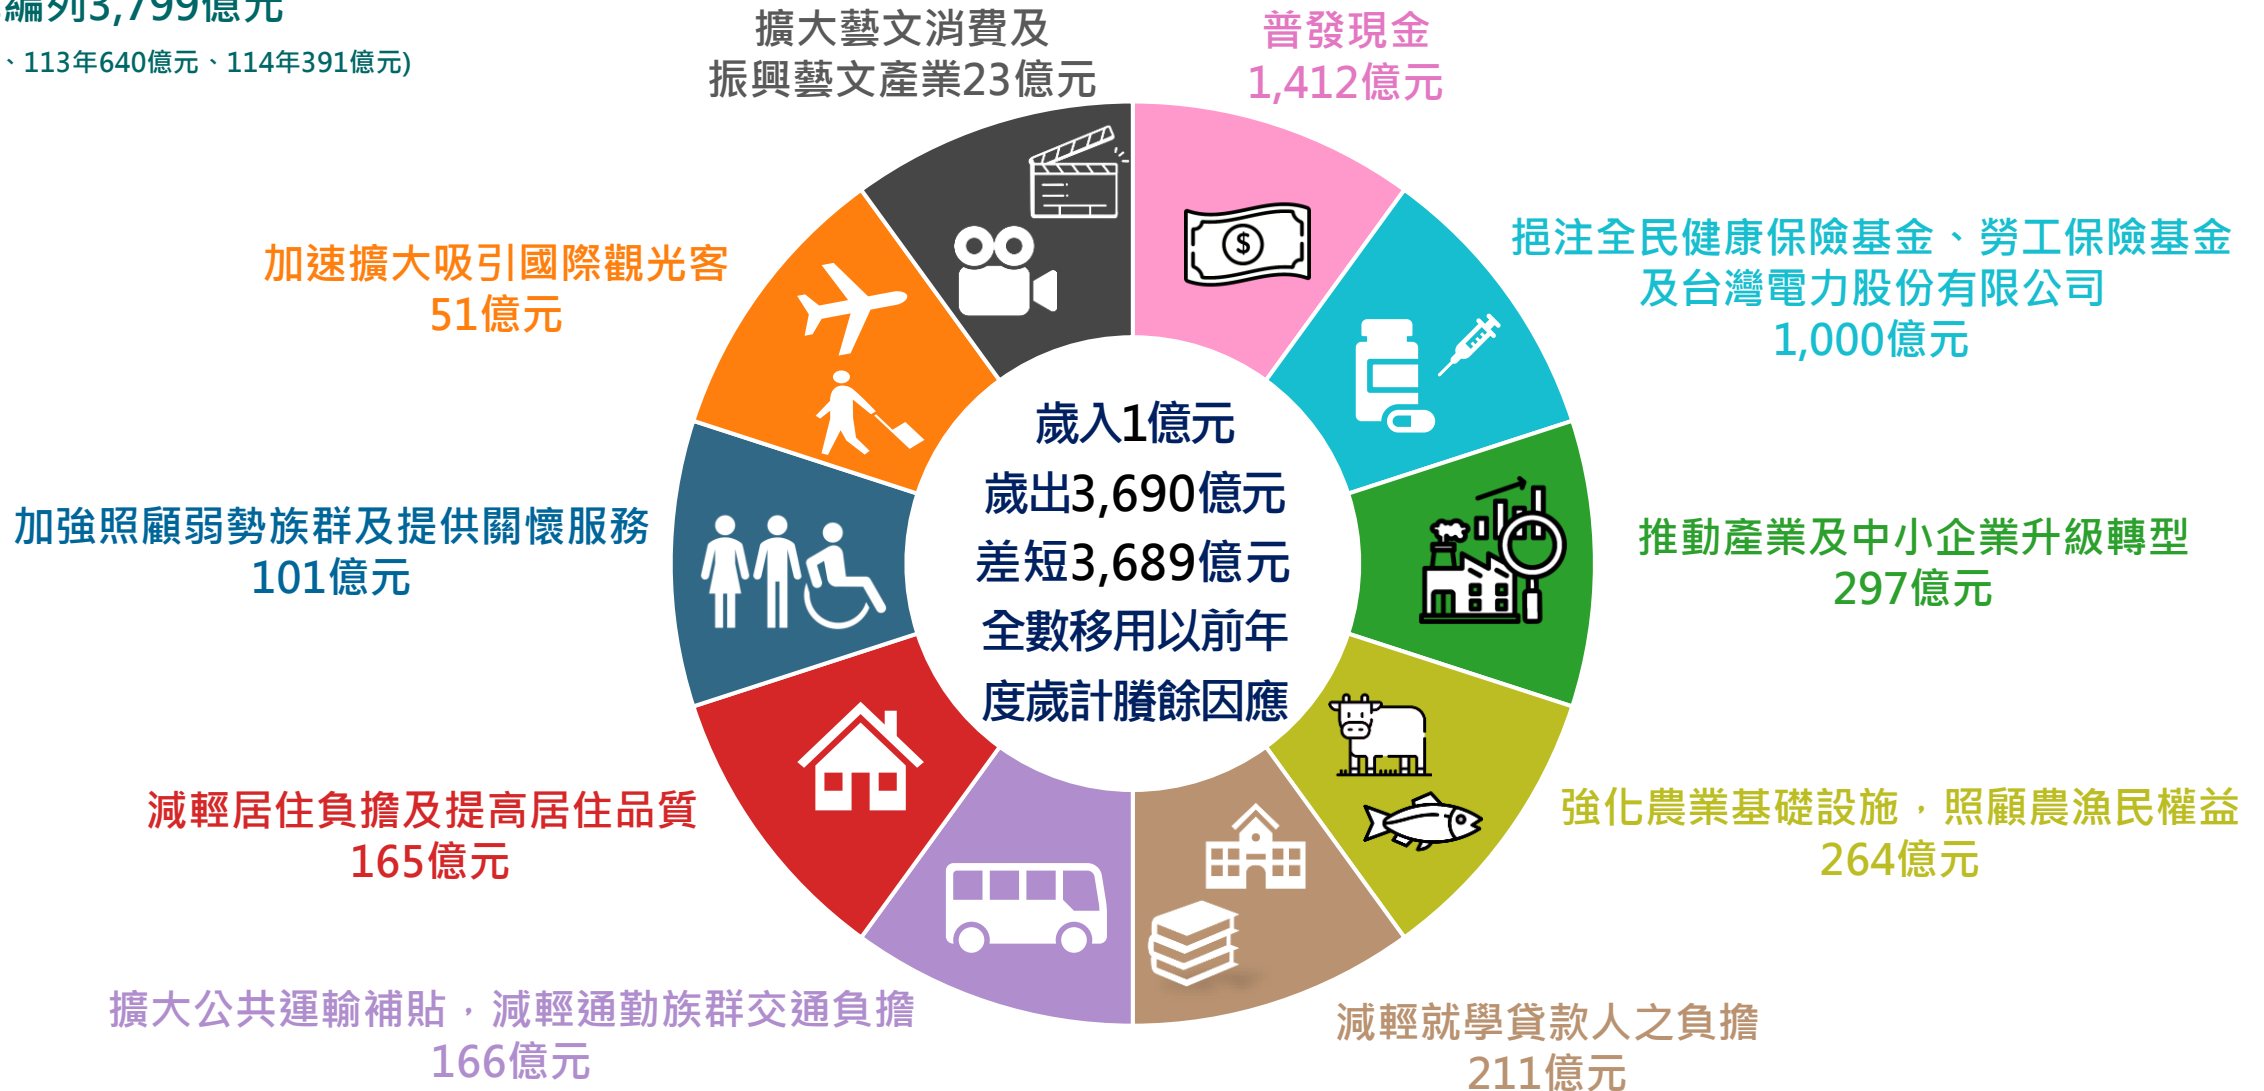 編列3,799億元
、113年640億元、114年391億元)
擴大藝文消費及
振興藝文產業23億元
普發現金
1,412億元
挹注全民健康保險基金、勞工保險基金
及台灣電力股份有限公司
1,000億元
推動產業及中小企業升級轉型
297億元
強化農業基礎設施，照顧農漁民權益
264億元
減輕就學貸款人之負擔
211億元
擴大公共運輸補貼，減輕通勤族群交通負擔
166億元
減輕居住負擔及提高居住品質
165億元
加強照顧弱勢族群及提供關懷服務
101億元
加速擴大吸引國際觀光客
51億元
歲入1億元
歲出3,690億元
差短3,689億元
全數移用以前年
度歲計賸餘因應
$